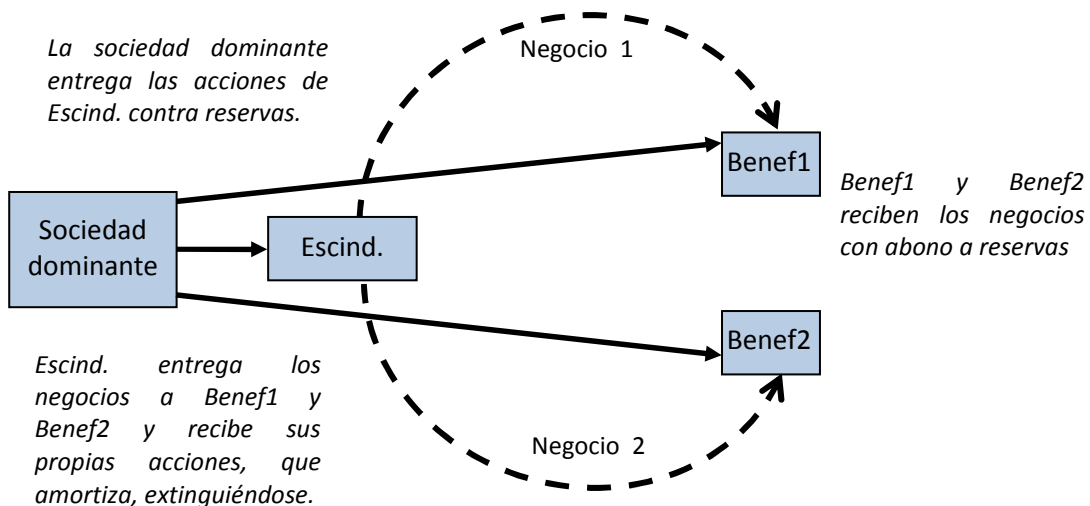 La sociedad dominante
entrega las acciones de
Escind. contra reservas.
Negocio 1
Benef1
Benef1 y Benef2
reciben los negocios
con abono a reservas
Sociedad
dominante
Escind.
Benef2
Escind. entrega los
negocios a Benef1 y
Benef2 y recibe sus
propias acciones, que
amortiza, extinguiéndose.
Negocio 2